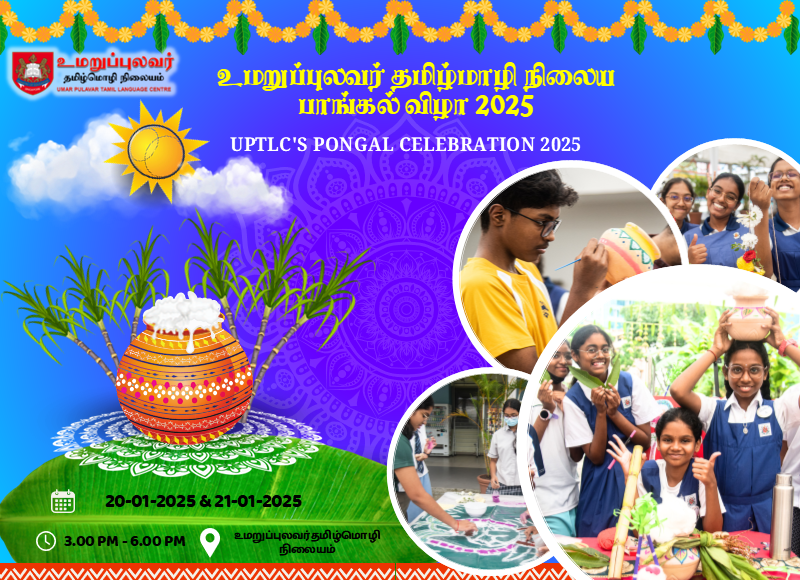 உமறுப்புலவர்
தமிழ்மொழி நிலையம்
UMAR PULAVAR TAMIL LANGUAGE CENTRE
உமறுப்புலவர் தமிழ்மாழி நிலைய
பாங்கல் விழா 2025
UPTLC'S PONGAL CELEBRATION 2025
20-01-2025 & 21-01-2025
3.00 PM - 6.00 PM
உமறுப்புலவர்தமிழ்மொழி
நிலையம்